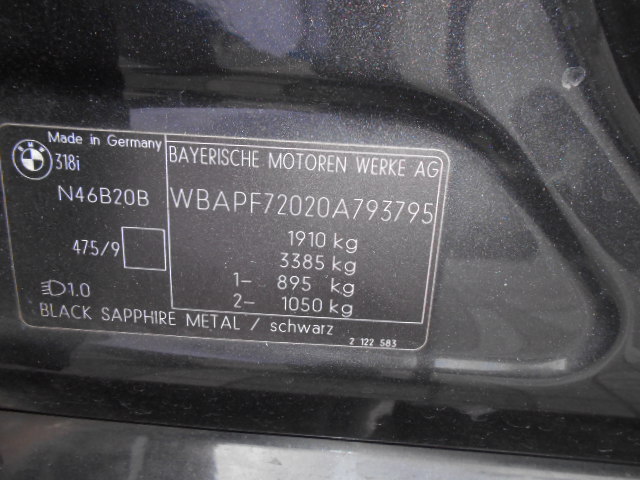 BMW
Made in Germany
318i
N46B20B
475/9
1.0
BAYERISCHE MOTOREN WERKE AG
WBAPF72020A793795
1910 kg
3385 kg
1– 895 kg
2– 1050 kg
BLACK SAPPHIRE METAL / schwarz
2 122 583